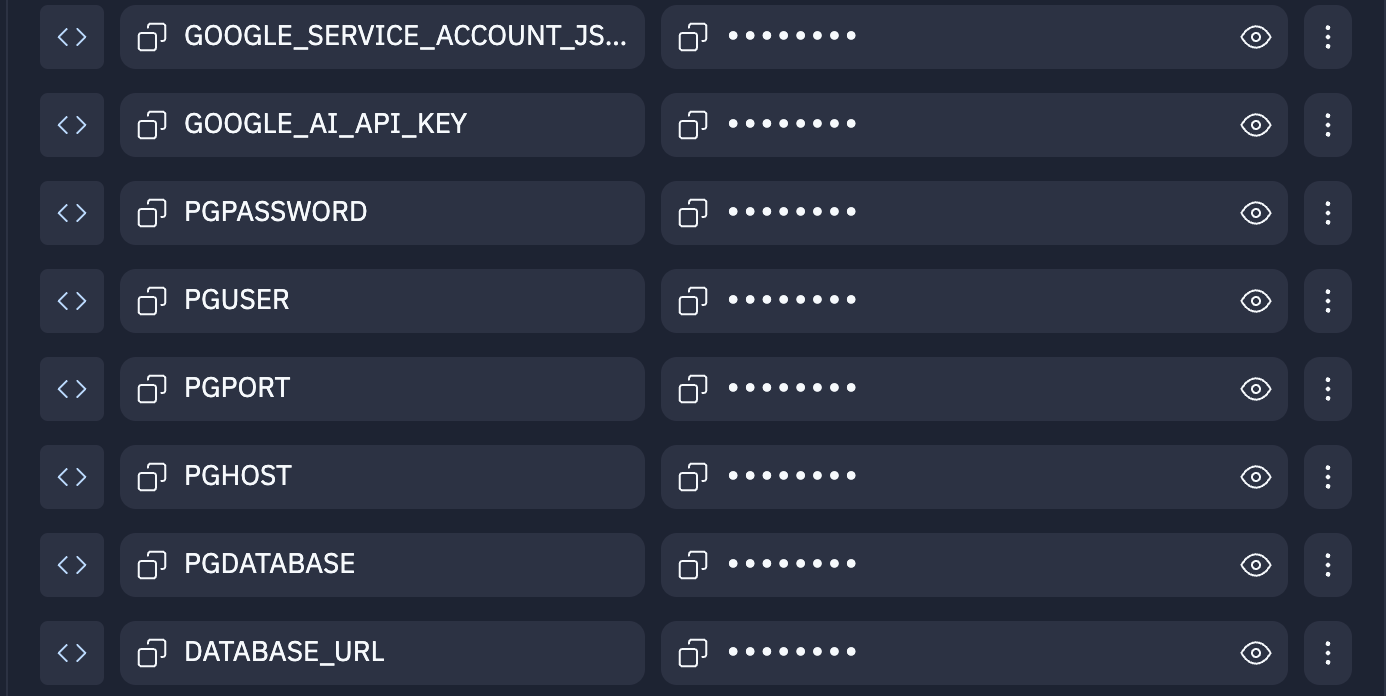 GOOGLE_SERVICE_ACCOUNT_JS... ••••••••
GOOGLE_AI_API_KEY ••••••••
PGPASSWORD ••••••••
PGUSER ••••••••
PGPORT ••••••••
PGHOST ••••••••
PGDATABASE ••••••••
DATABASE_URL ••••••••